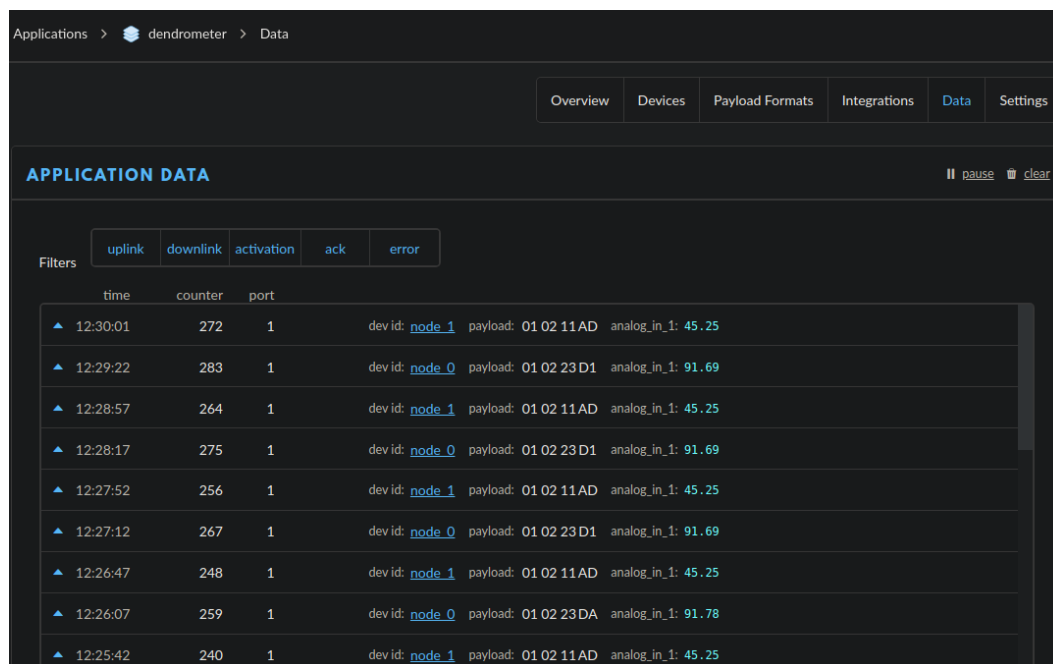 Applications > dendrometer > Data
Overview Devices Payload Formats Integrations Data Settings
APPLICATION DATA pause clear
Filters uplink downlink activation ack error
time counter port
12:30:01 272 1 dev id: node_1 payload: 01 02 11 AD analog_in_1: 45.25
12:29:22 283 1 dev id: node_0 payload: 01 02 23 D1 analog_in_1: 91.69
12:28:57 264 1 dev id: node_1 payload: 01 02 11 AD analog_in_1: 45.25
12:28:17 275 1 dev id: node_0 payload: 01 02 23 D1 analog_in_1: 91.69
12:27:52 256 1 dev id: node_1 payload: 01 02 11 AD analog_in_1: 45.25
12:27:12 267 1 dev id: node_0 payload: 01 02 23 D1 analog_in_1: 91.69
12:26:47 248 1 dev id: node_1 payload: 01 02 11 AD analog_in_1: 45.25
12:26:07 259 1 dev id: node_0 payload: 01 02 23 DA analog_in_1: 91.78
12:25:42 240 1 dev id: node_1 payload: 01 02 11 AD analog_in_1: 45.25